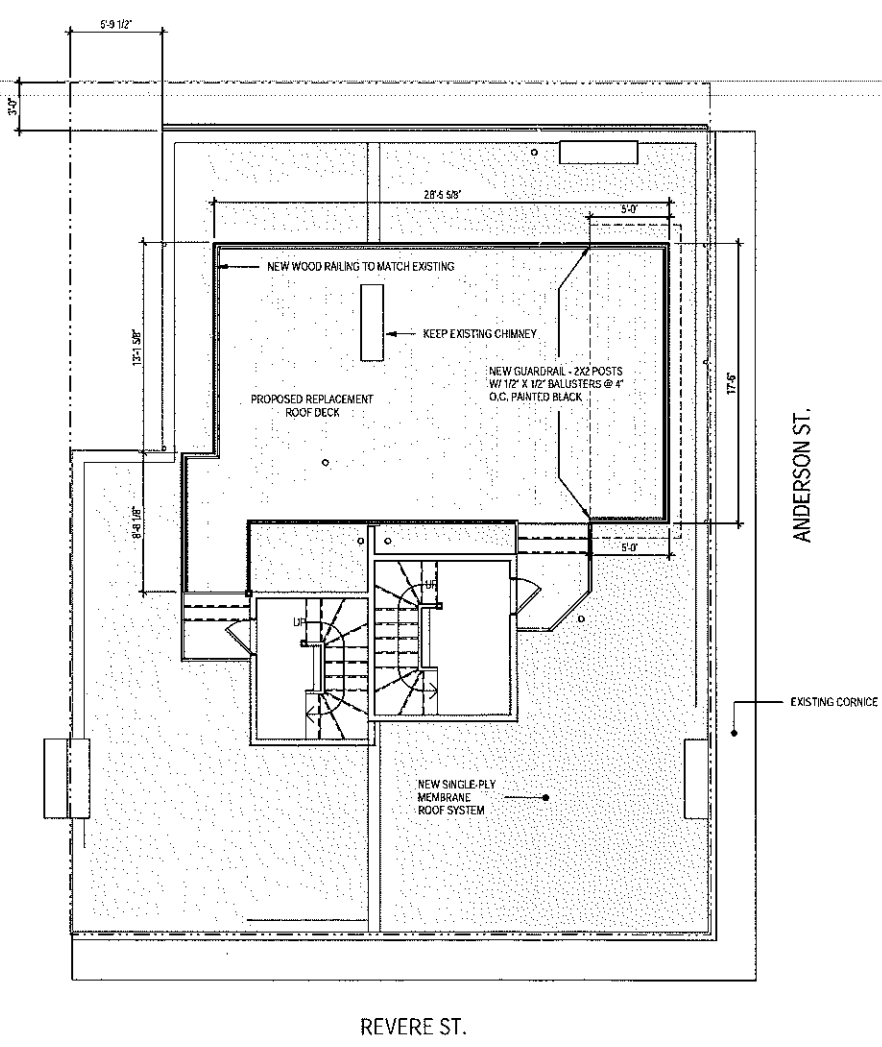 5'-9 1/2"
3'-0"
28'-5 5/8"
5'-0"
NEW WOOD RAILING TO MATCH EXISTING
13'-1 5/8"
KEEP EXISTING CHIMNEY
NEW GUARDRAIL - 2X2 POSTS
W/ 1/2" X 1/2" BALUSTERS @ 4"
O.C. PAINTED BLACK
17'-6"
PROPOSED REPLACEMENT
ROOF DECK
ANDERSON ST.
8'-8 1/8"
5'-0"
UP
UP
EXISTING CORNICE
NEW SINGLE-PLY
MEMBRANE
ROOF SYSTEM
REVERE ST.